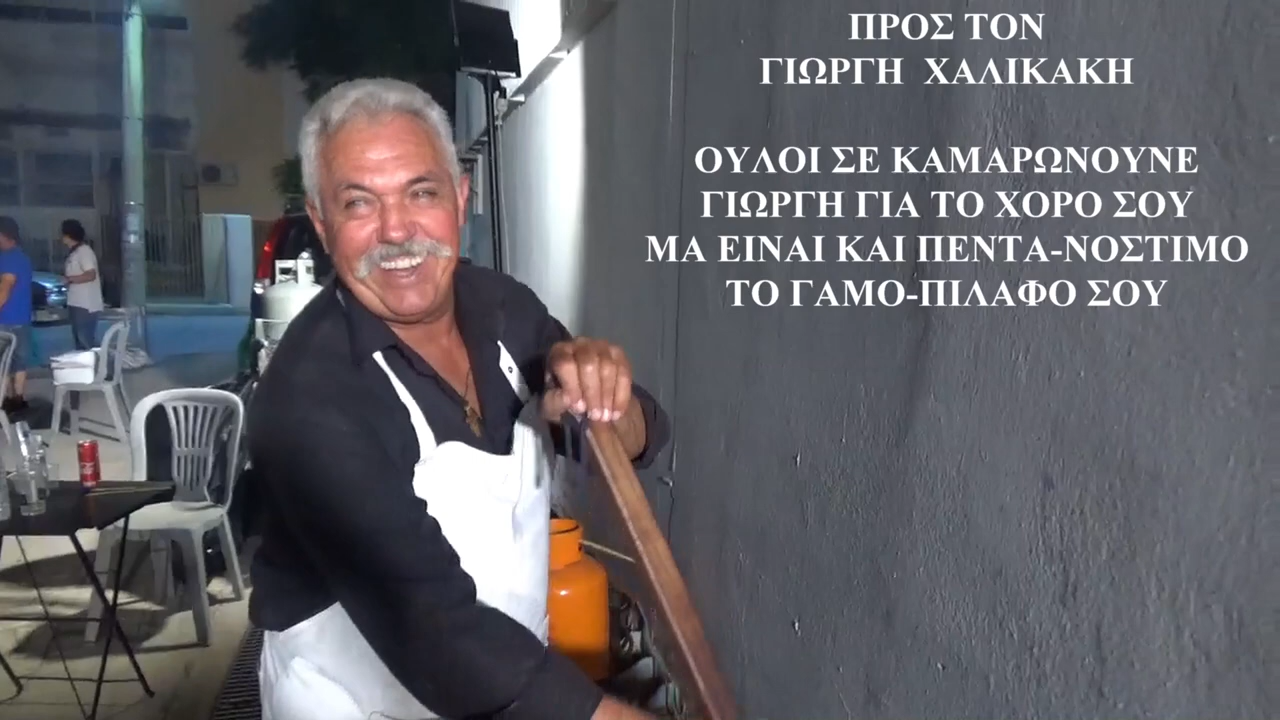 ΠΡΟΣ ΤΟΝ
ΓΙΩΡΓΗ ΧΑΛΙΚΑΚΗ
ΟΥΛΟΙ ΣΕ ΚΑΜΑΡΩΝΟΥΝΕ
ΓΙΩΡΓΗ ΓΙΑ ΤΟ ΧΟΡΟ ΣΟΥ
ΜΑ ΕΙΝΑΙ ΚΑΙ ΠΕΝΤΑ-ΝΟΣΤΙΜΟ
ΤΟ ΓΑΜΟ-ΠΙΛΑΦΟ ΣΟΥ